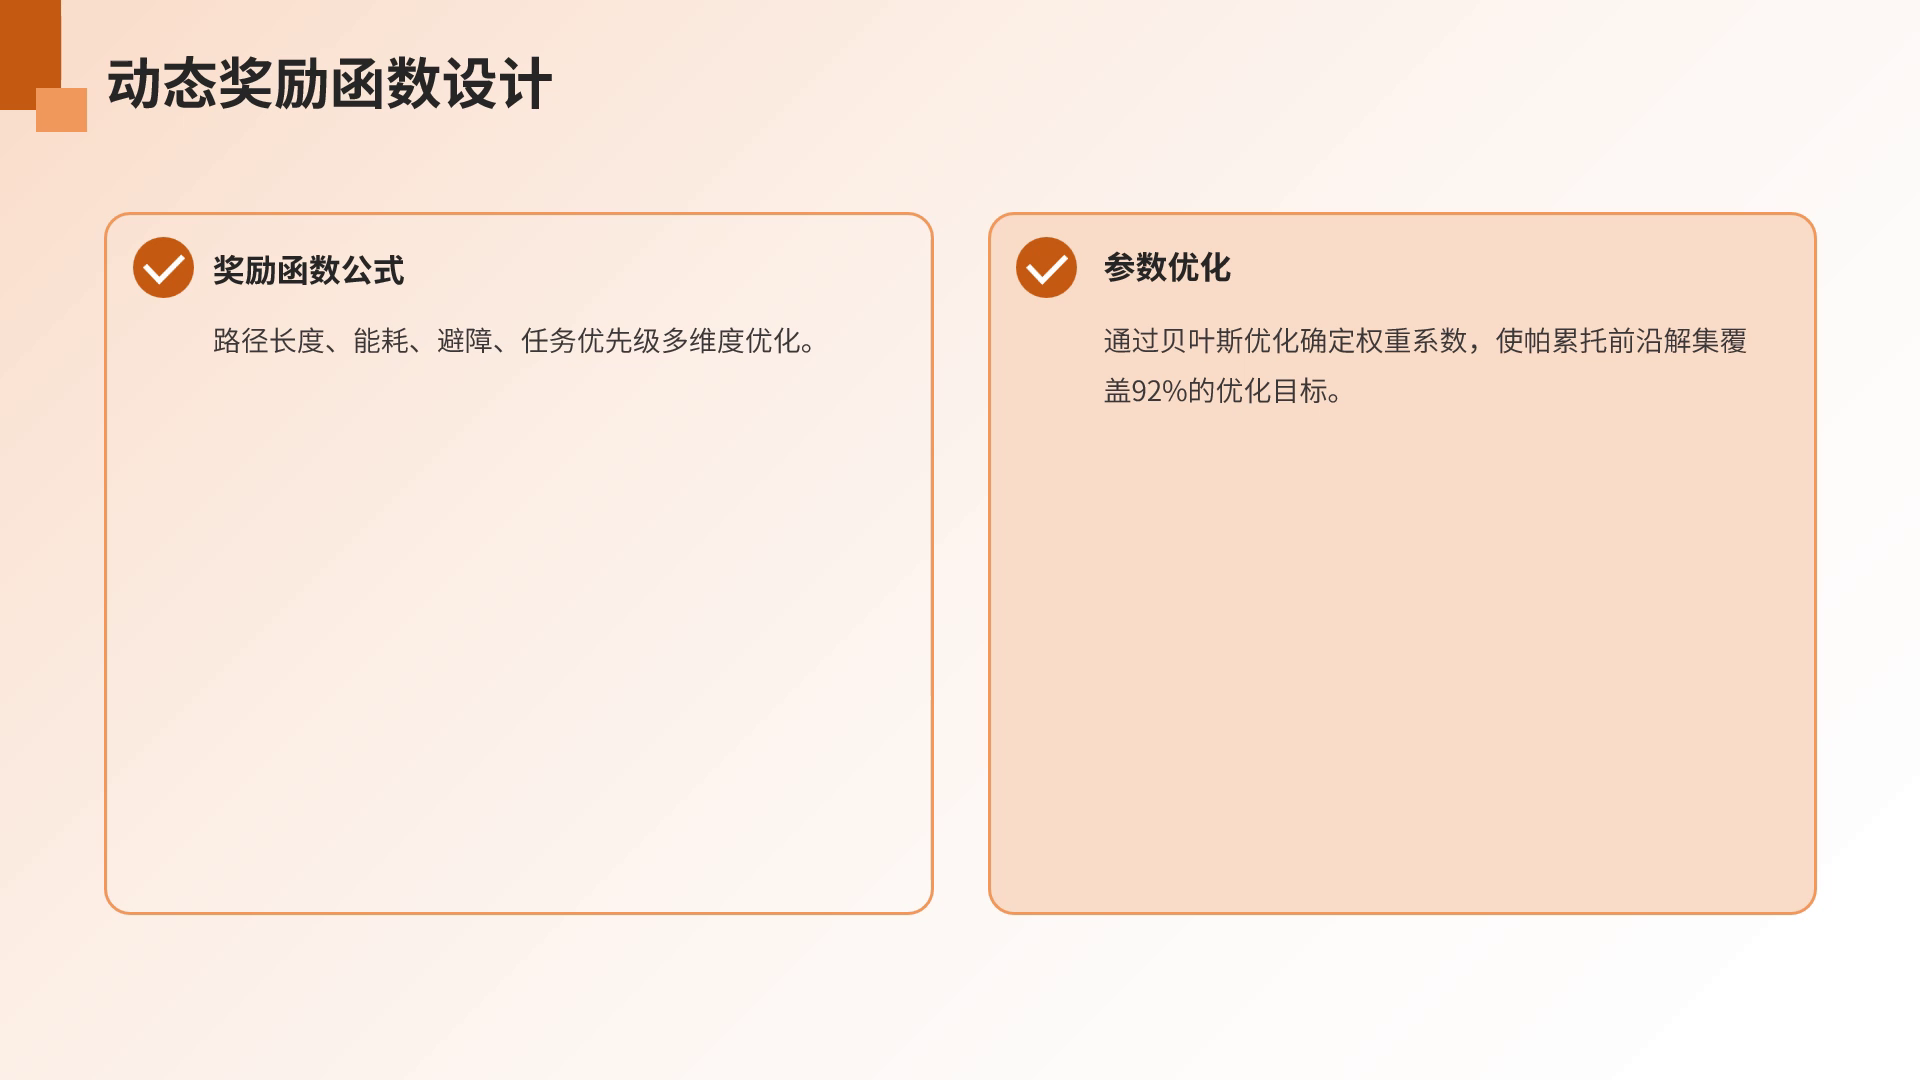 动态奖励函数设计
奖励函数公式
路径长度、能耗、避障、任务优先级多维度优化。
参数优化
通过贝叶斯优化确定权重系数，使帕累托前沿解集覆
盖92%的优化目标。